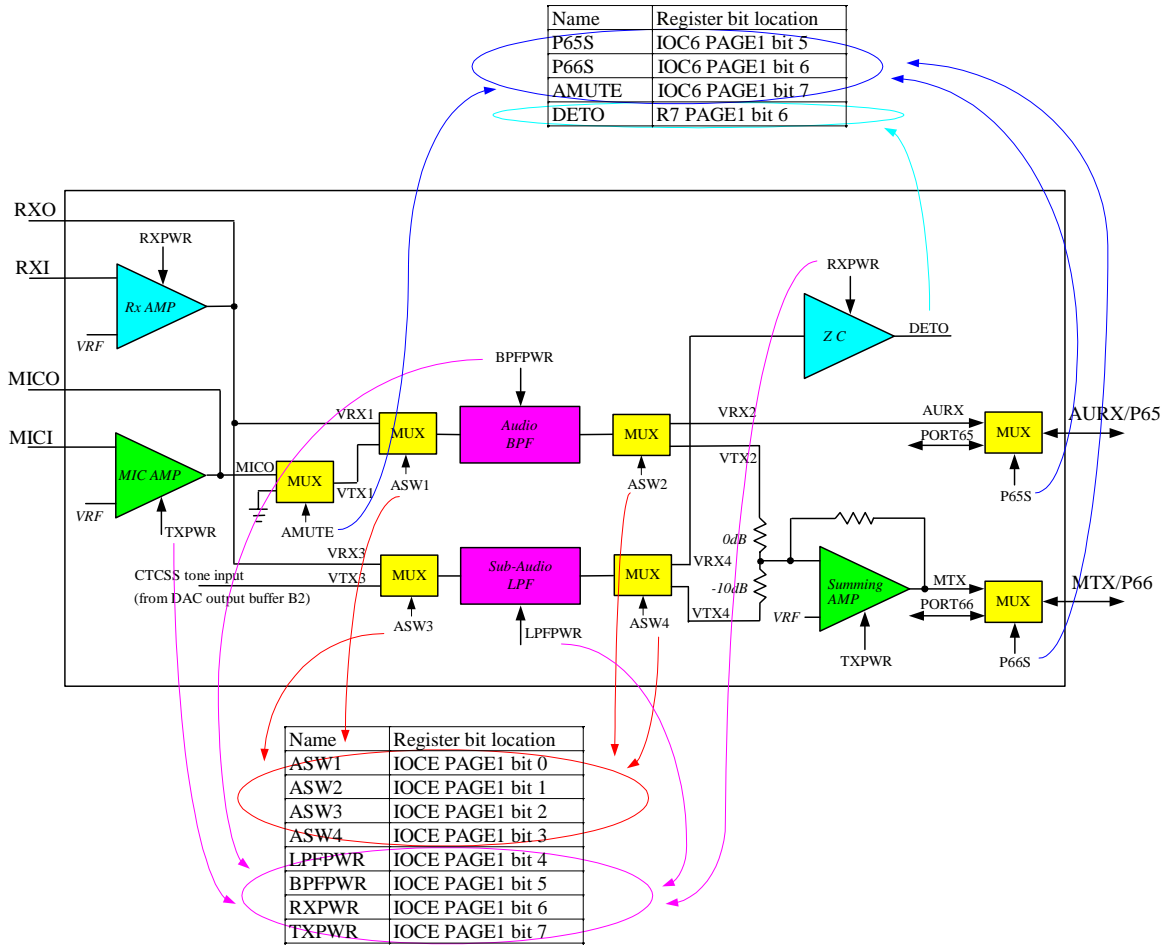 Name Register bit location
P65S IOC6 PAGE1 bit 5
P66S IOC6 PAGE1 bit 6
AMUTE IOC6 PAGE1 bit 7
DETO R7 PAGE1 bit 6
RXO
RXPWR
RXI
Rx AMP
VRF
RXPWR
Z C
DETO
MICO
BPFPWR
MICI
MIC AMP
VRF
TXPWR
MICO
MUX
AMUTE
VRX1
VTX1
MUX
ASW1
Audio
BPF
MUX
ASW2
VRX2
VTX2
AURX
PORT65
MUX
P65S
AURX/P65
CTCSS tone input
(from DAC output buffer B2)
VRX3
VTX3
MUX
ASW3
Sub-Audio
LPF
LPFPWR
MUX
ASW4
VRX4
VTX4
0dB
-10dB
VRF
Summing
AMP
TXPWR
MTX
PORT66
MUX
P66S
MTX/P66
Name Register bit location
ASW1 IOCE PAGE1 bit 0
ASW2 IOCE PAGE1 bit 1
ASW3 IOCE PAGE1 bit 2
ASW4 IOCE PAGE1 bit 3
LPFPWR IOCE PAGE1 bit 4
BPFPWR IOCE PAGE1 bit 5
RXPWR IOCE PAGE1 bit 6
TXPWR IOCE PAGE1 bit 7